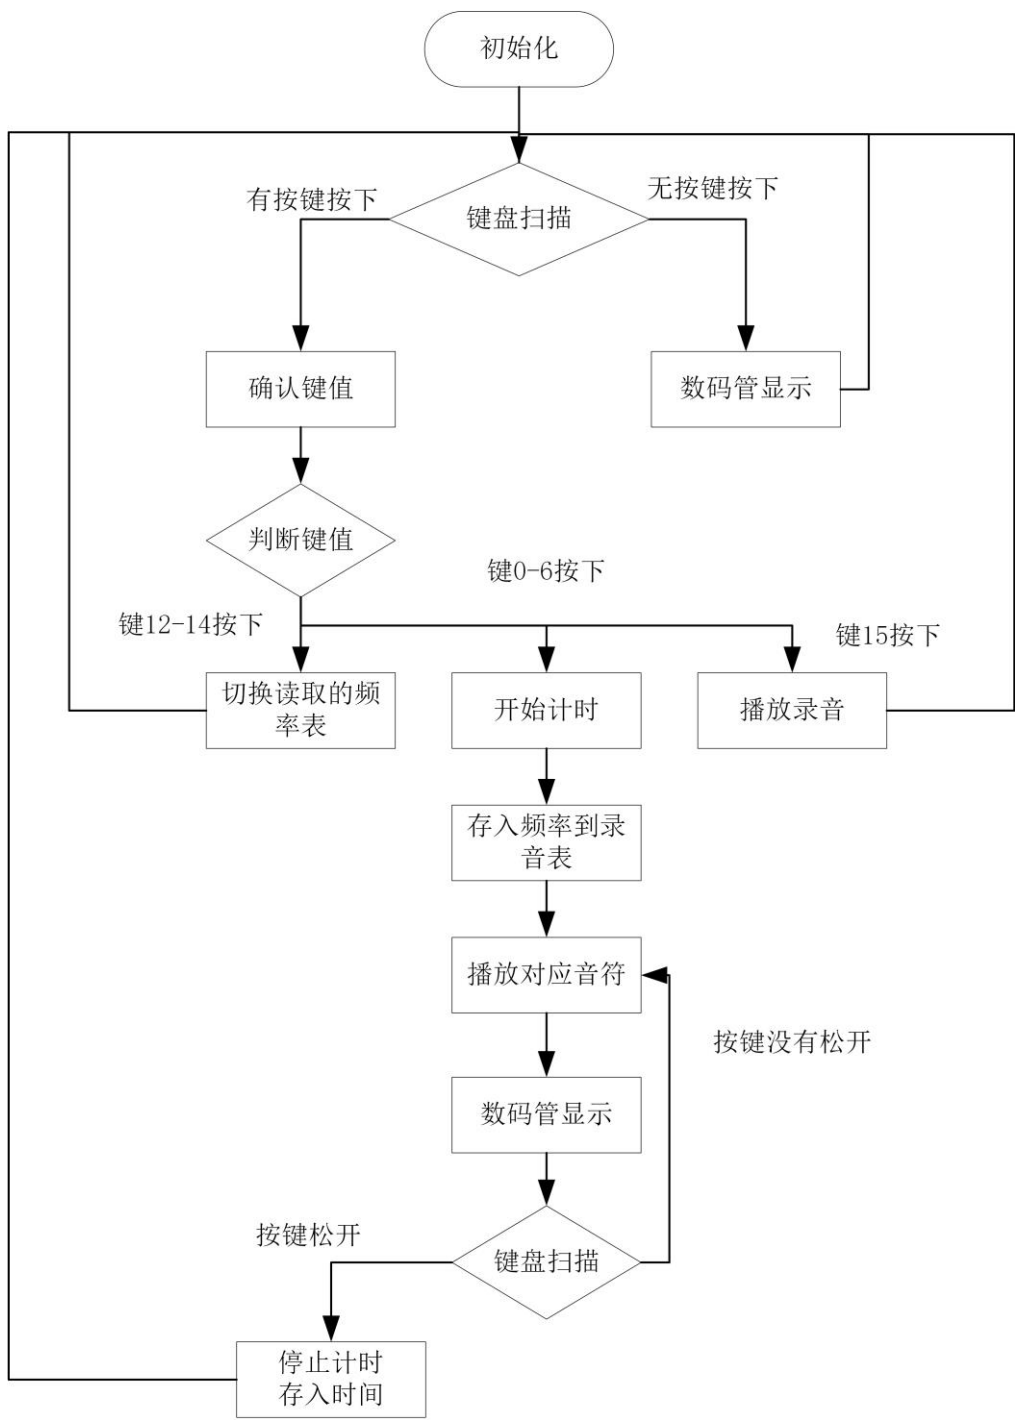 初始化
有按键按下
无按键按下
键盘扫描
确认键值
数码管显示
判断键值
键0-6按下
键12-14按下
键15按下
切换读取的频
率表
开始计时
播放录音
存入频率到录
音表
播放对应音符
按键没有松开
数码管显示
按键松开
键盘扫描
停止计时
存入时间